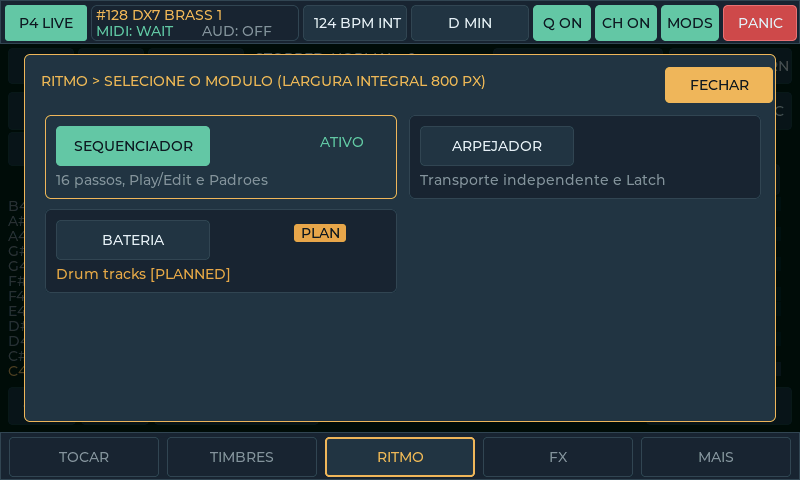 P4 LIVE
#128 DX7 BRASS 1
MIDI: WAIT AUD: OFF
124 BPM INT
D MIN
Q ON
CH ON
MODS
PANIC
RITMO > SELECIONE O MODULO (LARGURA INTEGRAL 800 PX)
FECHAR
SEQUENCIADOR
ATIVO
16 passos, Play/Edit e Padroes
ARPEJADOR
Transporte independente e Latch
BATERIA
PLAN
Drum tracks [PLANNED]
TOCAR
TIMBRES
RITMO
FX
MAIS